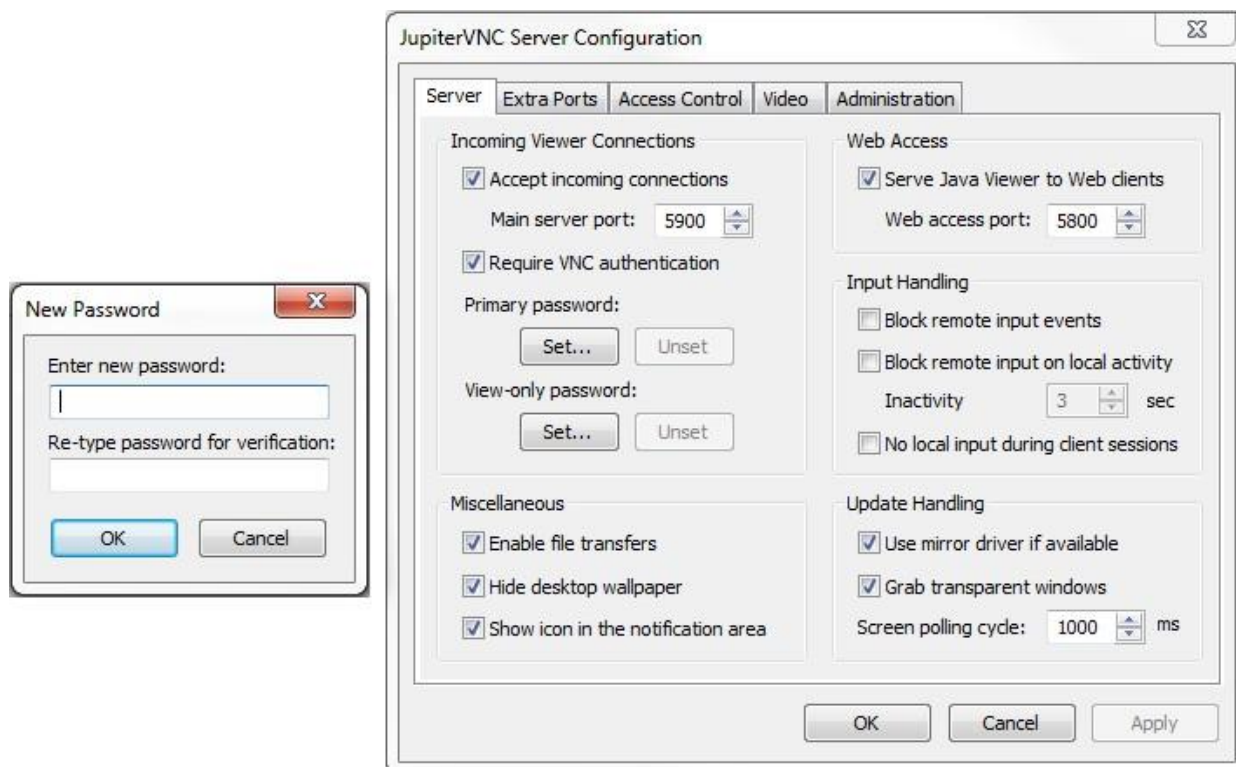 New Password
Enter new password:
Re-type password for verification:
OK Cancel
JupiterVNC Server Configuration
Server Extra Ports Access Control Video Administration
Incoming Viewer Connections
Accept incoming connections
Main server port: 5900
Require VNC authentication
Primary password:
Set... Unset
View-only password:
Set... Unset
Miscellaneous
Enable file transfers
Hide desktop wallpaper
Show icon in the notification area
Web Access
Serve Java Viewer to Web clients
Web access port: 5800
Input Handling
Block remote input events
Block remote input on local activity
Inactivity 3 sec
No local input during client sessions
Update Handling
Use mirror driver if available
Grab transparent windows
Screen polling cycle: 1000 ms
OK Cancel Apply